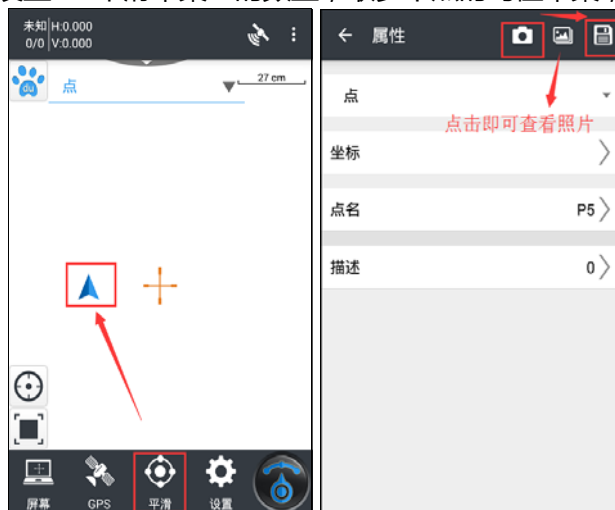 未知 H:0.000
0/0 V:0.000
du
点
27 cm
屏幕
GPS
平滑
设置
属性
点
点击即可查看照片
坐标
点名
P5
描述
0